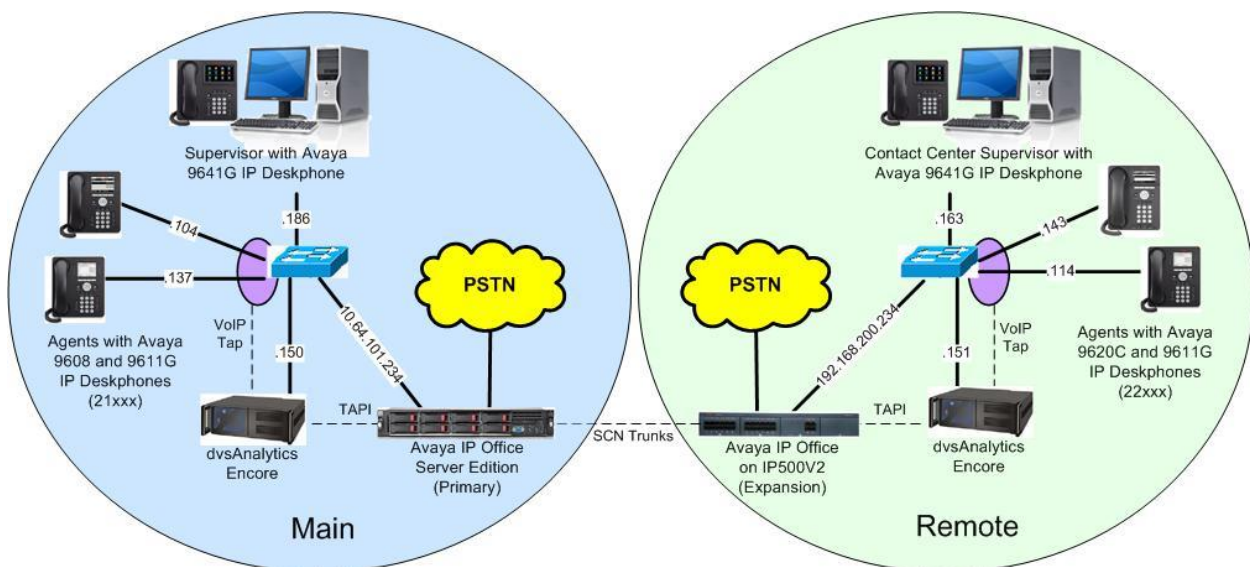 Supervisor with Avaya
9641G IP Deskphone
.186
.104
.137
VoIP
Tap
.150
10.64.101.234
PSTN
Agents with Avaya
9608 and 9611G
IP Deskphones
(21xxx)
TAPI
dvsAnalytics
Encore
Avaya IP Office
Server Edition
(Primary)
Main
SCN Trunks
Contact Center Supervisor with
Avaya 9641G IP Deskphone
.163
.143
.114
PSTN
192.168.200.234
.151
VoIP
Tap
Agents with Avaya
9620C and 9611G
IP Deskphones
(22xxx)
TAPI
Avaya IP Office
on IP500V2
(Expansion)
dvsAnalytics
Encore
Remote